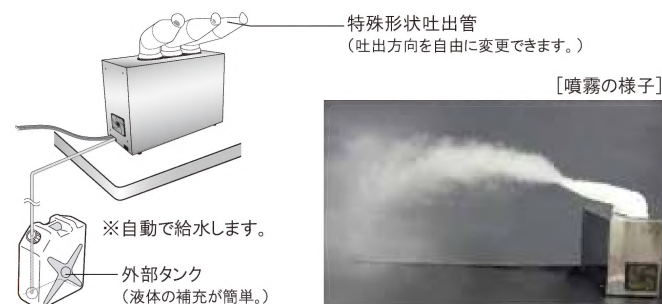 特殊形状吐出管
（吐出方向を自由に変更できます。）
［噴霧の様子］
※自動で給水します。
外部タンク
（液体の補充が簡単。）